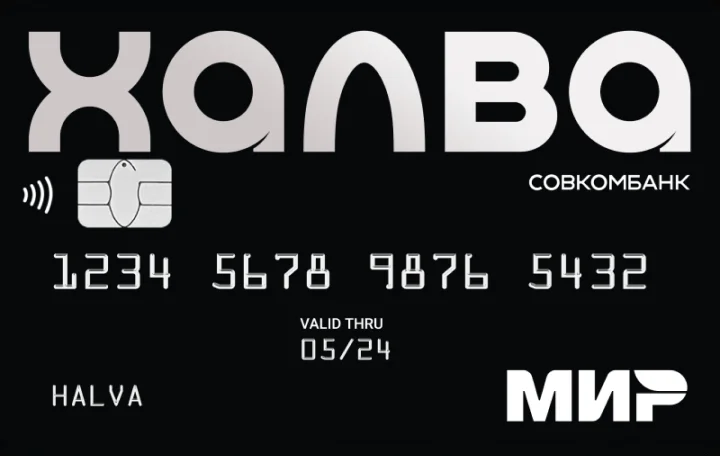 ХАЛВА
СОВКОМБАНК
1234 5678 9876 5432
VALID THRU
05/24
HALVA
МИР